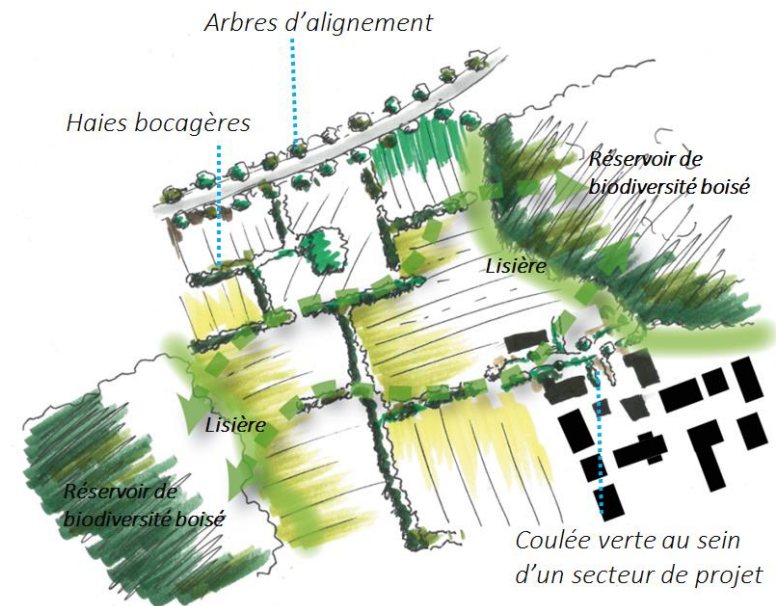 Arbres d'alignement
Haies bocagères
Réservoir de
biodiversité boisé
Lisière
Lisière
Réservoir de
biodiversité boisé
Coulée verte au sein
d'un secteur de projet